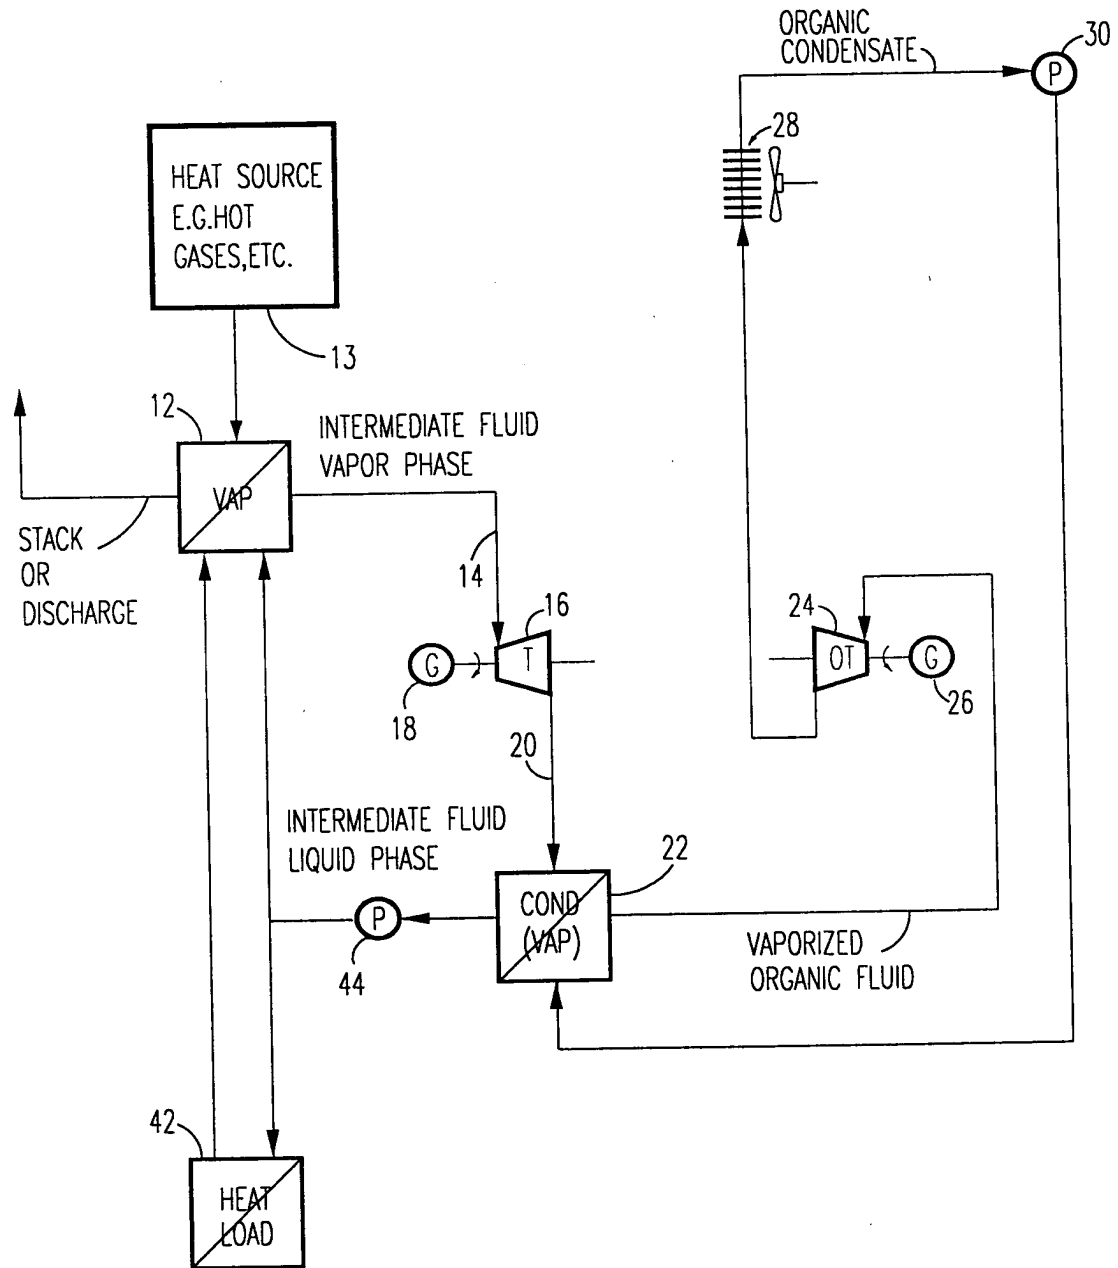 ORGANIC
CONDENSATE
30
P
28
HEAT SOURCE
E.G.HOT
GASES,ETC.
13
12
INTERMEDIATE FLUID
VAPOR PHASE
VAP
STACK
OR
DISCHARGE
14
16
24
G
T
OT
G
18
26
20
INTERMEDIATE FLUID
LIQUID PHASE
22
COND
(VAP)
P
44
VAPORIZED
ORGANIC FLUID
42
HEAT
LOAD